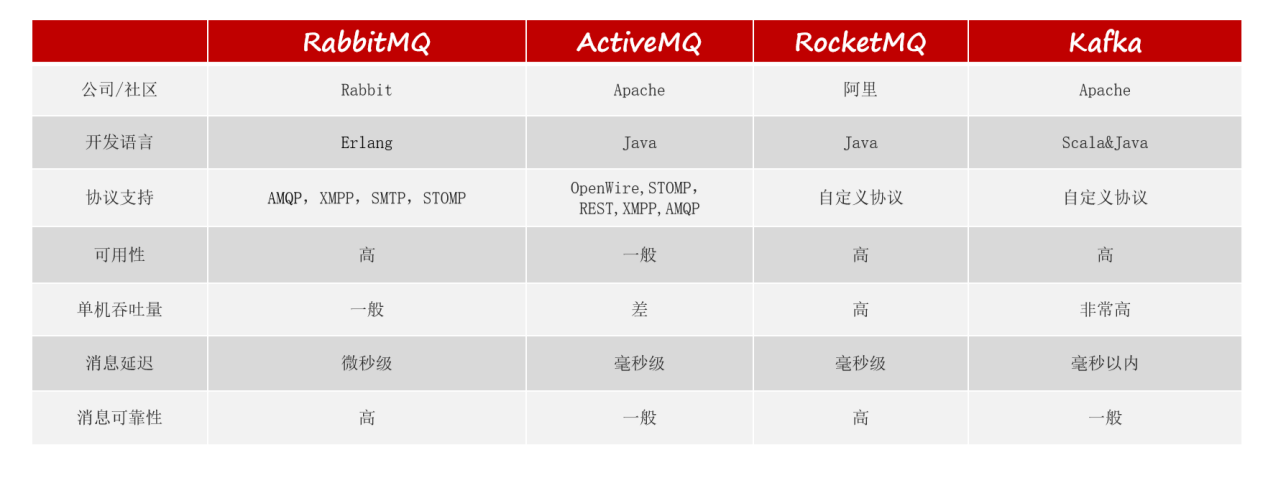 RabbitMQ ActiveMQ RocketMQ Kafka
公司/社区 Rabbit Apache 阿里 Apache
开发语言 Erlang Java Java Scala&Java
协议支持 AMQP，XMPP，SMTP，STOMP OpenWire,STOMP，
REST,XMPP,AMQP 自定义协议 自定义协议
可用性 高 一般 高 高
单机吞吐量 一般 差 高 非常高
消息延迟 微秒级 毫秒级 毫秒级 毫秒以内
消息可靠性 高 一般 高 一般